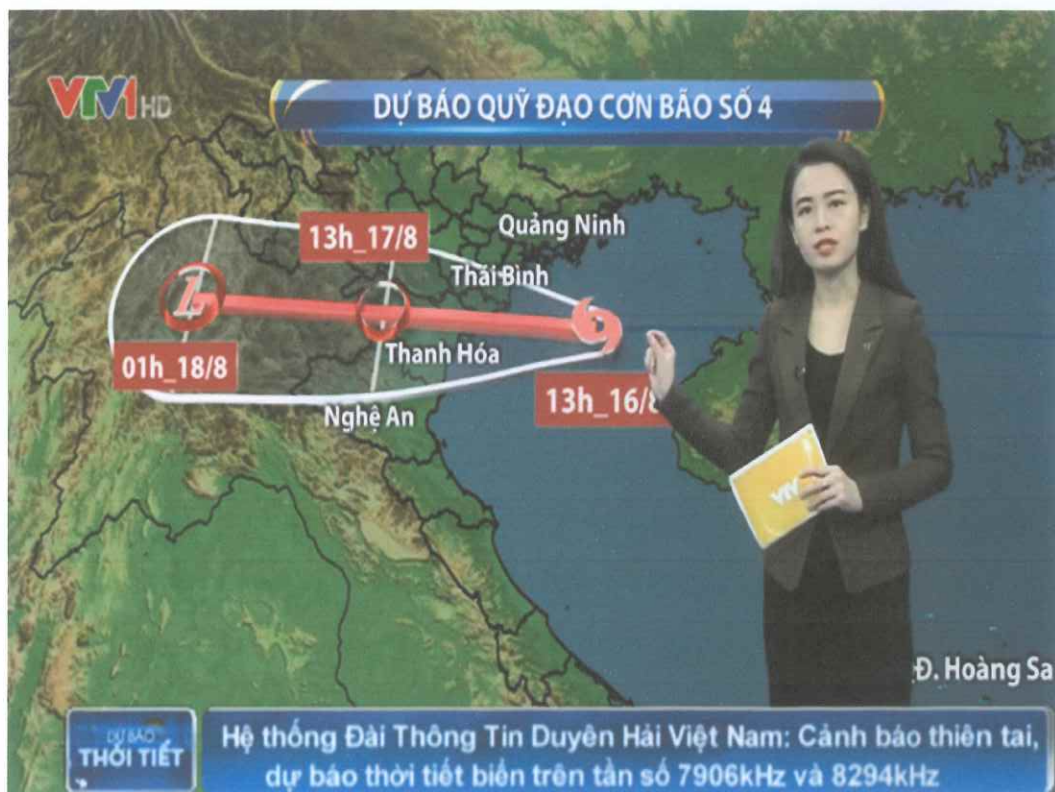 VTV1 HD
DỰ BÁO QUỸ ĐẠO CƠN BÃO SỐ 4
Quảng Ninh
13h_17/8
Thái Bình
L
Thanh Hóa
01h_18/8
13h_16/8
Nghệ An
VTV
Đ. Hoàng Sa
DỰ BÁO
THỜI TIẾT
Hệ thống Đài Thông Tin Duyên Hải Việt Nam: Cảnh báo thiên tai,
dự báo thời tiết biển trên tần số 7906kHz và 8294kHz